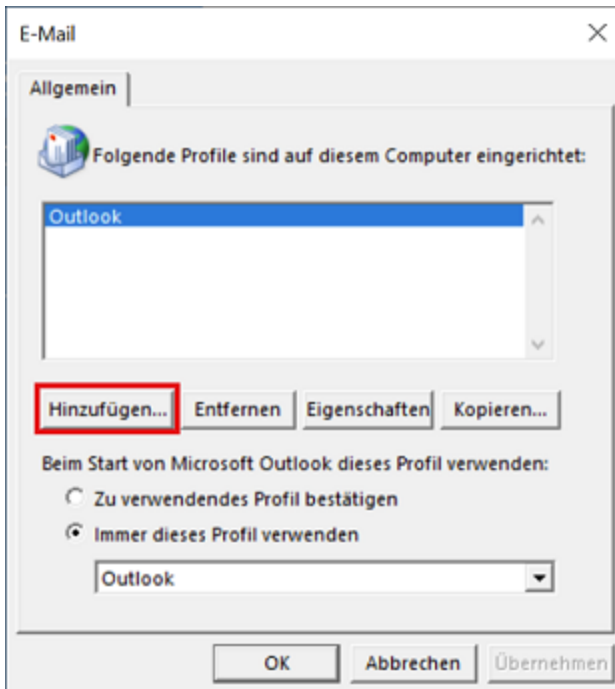 E-Mail
Allgemein
Folgende Profile sind auf diesem Computer eingerichtet:
Outlook
Hinzufügen... Entfernen Eigenschaften Kopieren...
Beim Start von Microsoft Outlook dieses Profil verwenden:
Zu verwendendes Profil bestätigen
Immer dieses Profil verwenden
Outlook
OK Abbrechen Übernehmen